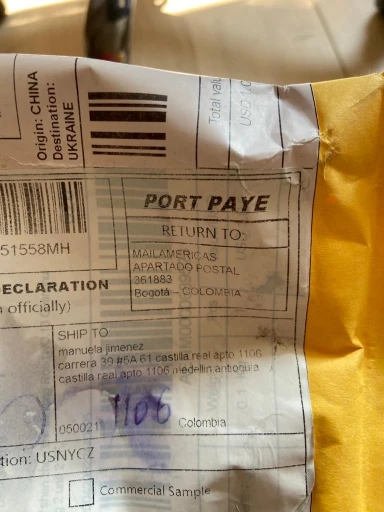 Origin: CHINA
Destination:
UKRAINE
Total val
USD 1.0
51558MH
PORT PAYE
RETURN TO:
MAILAMERICAS
APARTADO POSTAL
361883
Bogotá – COLOMBIA
ECLARATION
officially)
SHIP TO
manuela jimenez
carrera 39 #5A 61 castilla real apto 1106
castilla real apto 1106 medellin antioquia
1106
050021
Colombia
tion: USNYCZ
Commercial Sample